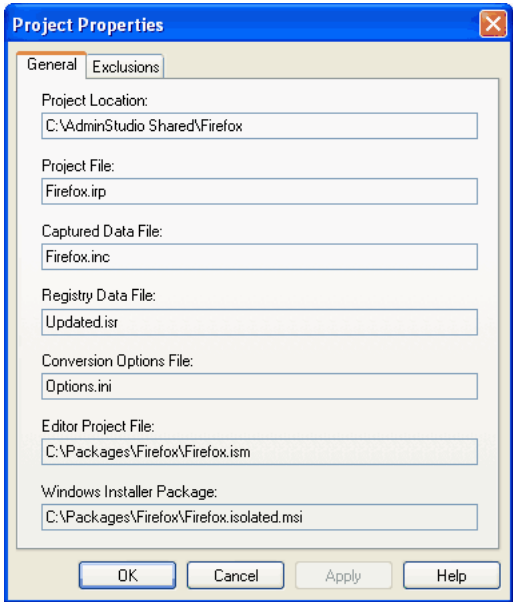 Project Properties
General Exclusions
Project Location:
C:\AdminStudio Shared\Firefox
Project File:
Firefox.irp
Captured Data File:
Firefox.inc
Registry Data File:
Updated.isr
Conversion Options File:
Options.ini
Editor Project File:
C:\Packages\Firefox\Firefox.ism
Windows Installer Package:
C:\Packages\Firefox\Firefox.isolated.msi
OK Cancel Apply Help